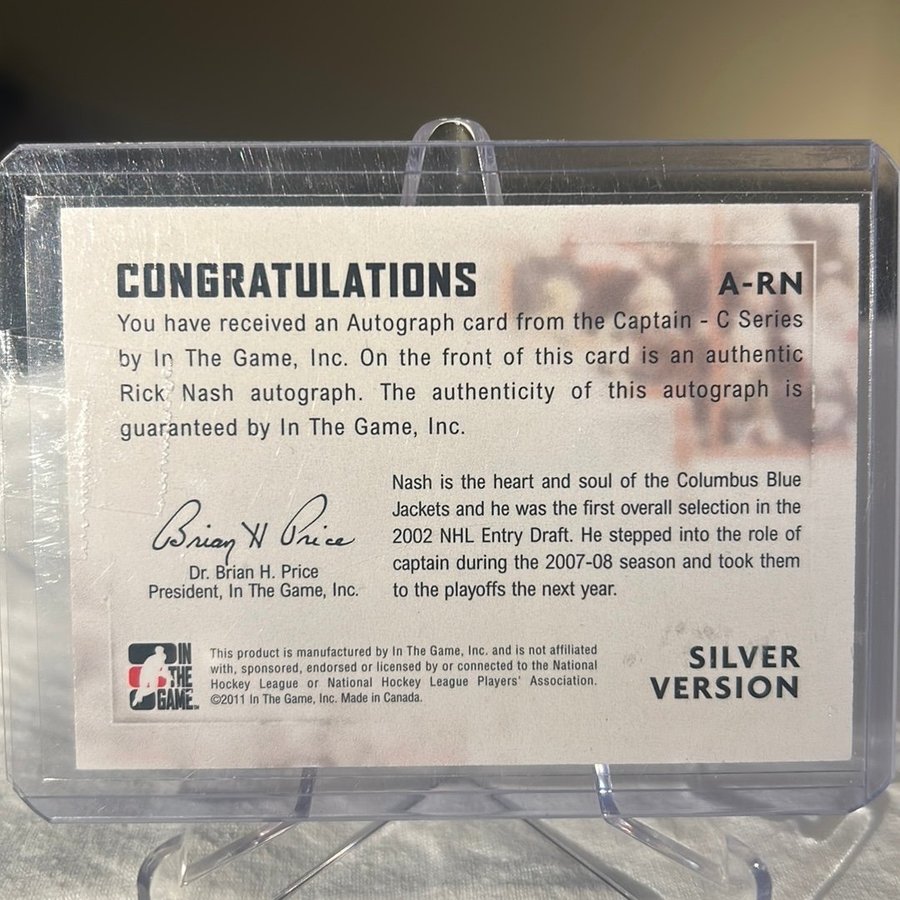 CONGRATULATIONS
A-RN
You have received an Autograph card from the Captain - C Series
by In The Game, Inc. On the front of this card is an authentic
Rick Nash autograph. The authenticity of this autograph is
guaranteed by In The Game, Inc.
Nash is the heart and soul of the Columbus Blue
Jackets and he was the first overall selection in the
2002 NHL Entry Draft. He stepped into the role of
captain during the 2007-08 season and took them
to the playoffs the next year.
Brian H Price
Dr. Brian H. Price
President, In The Game, Inc.
IN
THE
GAME™
This product is manufactured by In The Game, Inc. and is not affiliated
with, sponsored, endorsed or licensed by or connected to the National
Hockey League or National Hockey League Players' Association.
©2011 In The Game, Inc. Made in Canada.
SILVER
VERSION